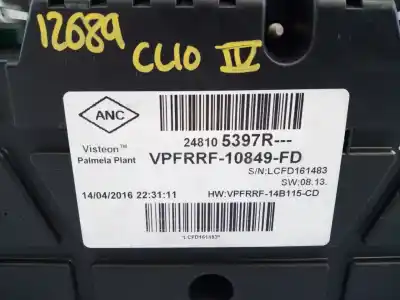 12689
CLIO IV
ANC
Visteon™
Palmela Plant
24810 5397R---
VPFRRF-10849-FD
S/N:LCFD161483
SW:08.13.
14/04/2016 22:31:11
HW:VPFRRF-14B115-CD